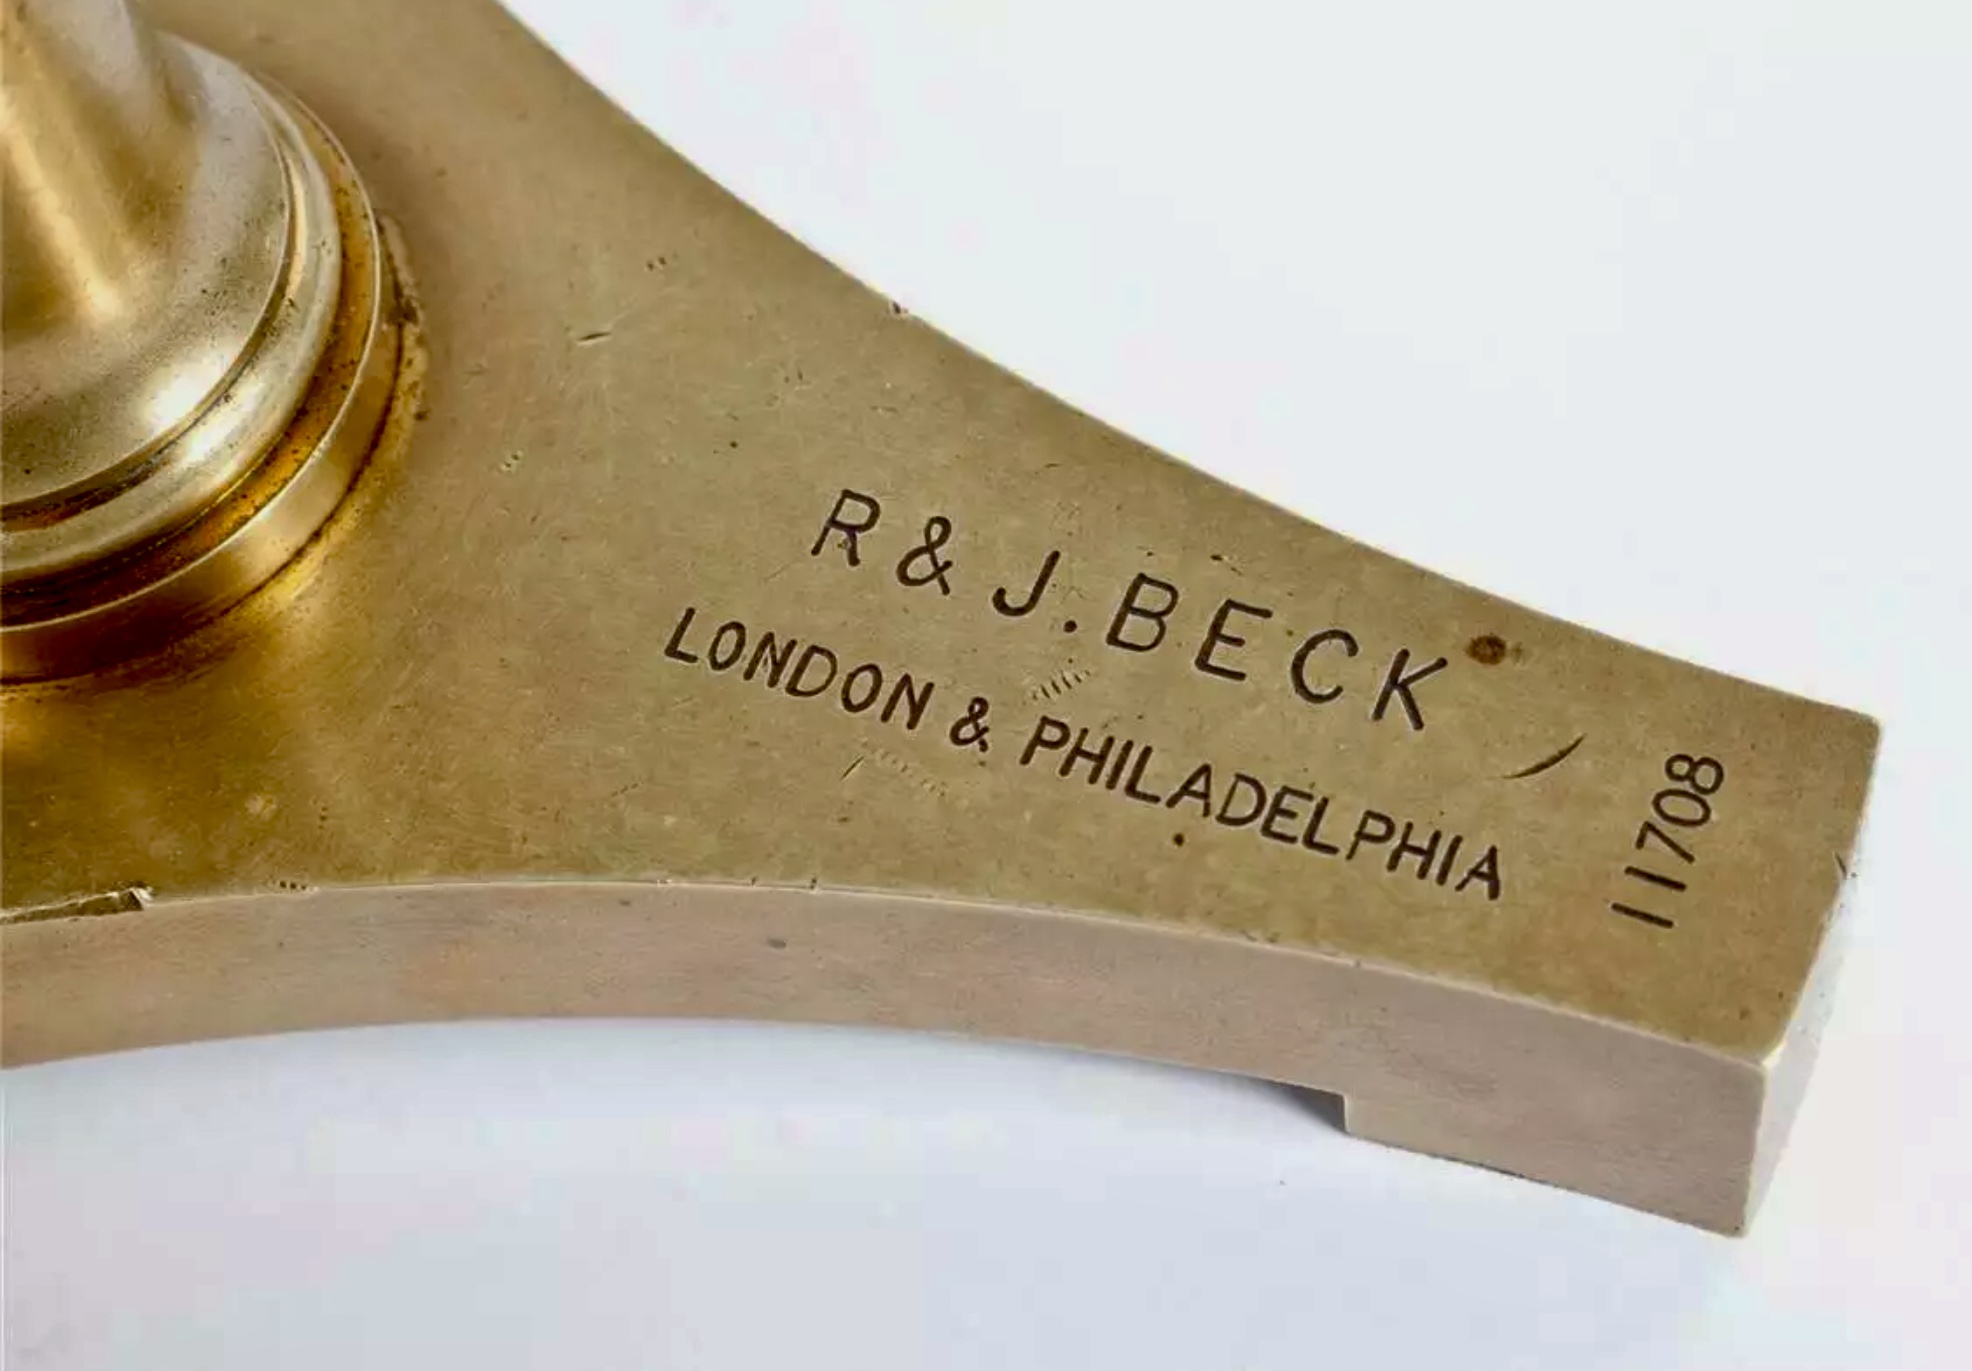 R & J. BECK
LONDON & PHILADELPHIA
11708